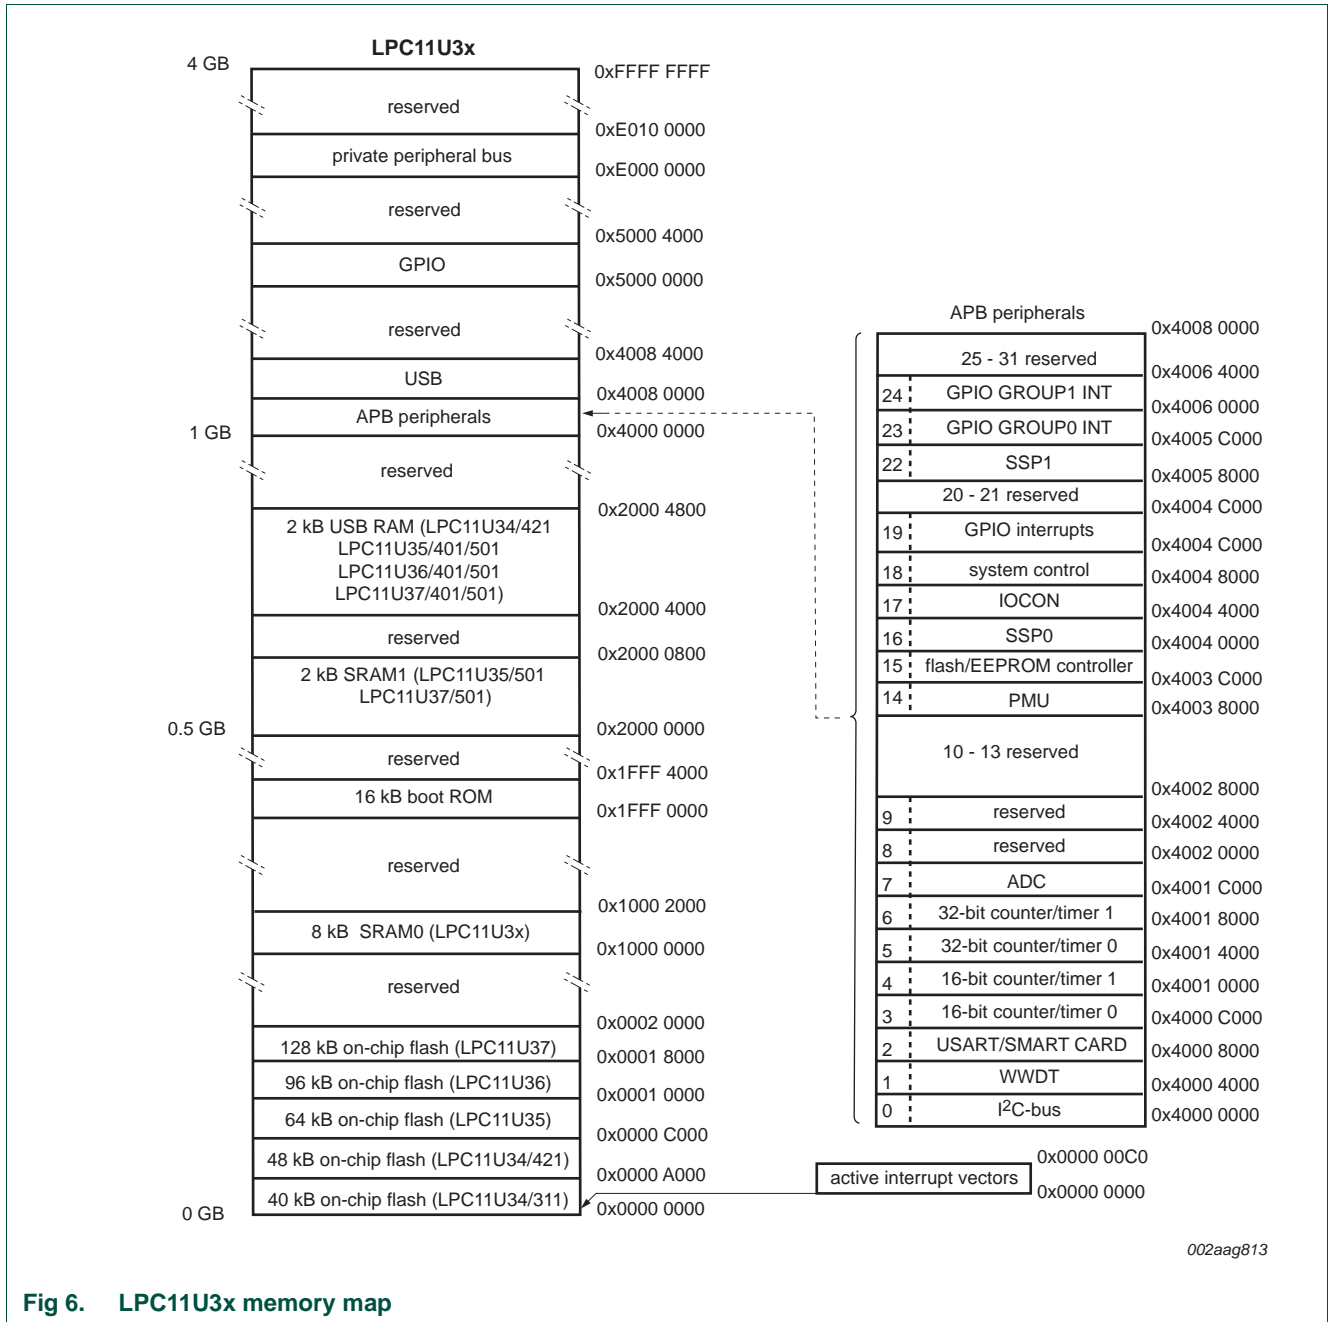 LPC11U3x
4 GB
0xFFFF FFFF
reserved
0xE010 0000
private peripheral bus
0xE000 0000
reserved
0x5000 4000
GPIO
0x5000 0000
reserved
0x4008 4000
USB
0x4008 0000
APB peripherals
1 GB
0x4000 0000
reserved
0x2000 4800
2 kB USB RAM (LPC11U34/421
LPC11U35/401/501
LPC11U36/401/501
LPC11U37/401/501)
0x2000 4000
reserved
0x2000 0800
2 kB SRAM1 (LPC11U35/501
LPC11U37/501)
0.5 GB
0x2000 0000
reserved
0x1FFF 4000
16 kB boot ROM
0x1FFF 0000
reserved
0x1000 2000
8 kB SRAM0 (LPC11U3x)
0x1000 0000
reserved
0x0002 0000
128 kB on-chip flash (LPC11U37)
0x0001 8000
96 kB on-chip flash (LPC11U36)
0x0001 0000
64 kB on-chip flash (LPC11U35)
0x0000 C000
48 kB on-chip flash (LPC11U34/421)
0x0000 A000
40 kB on-chip flash (LPC11U34/311)
0 GB
0x0000 0000
APB peripherals
0x4008 0000
25 - 31 reserved
0x4006 4000
24 GPIO GROUP1 INT
0x4006 0000
23 GPIO GROUP0 INT
0x4005 C000
22 SSP1
0x4005 8000
20 - 21 reserved
0x4004 C000
19 GPIO interrupts
0x4004 C000
18 system control
0x4004 8000
17 IOCON
0x4004 4000
16 SSP0
0x4004 0000
15 flash/EEPROM controller
0x4003 C000
14 PMU
0x4003 8000
10 - 13 reserved
0x4002 8000
9 reserved
0x4002 4000
8 reserved
0x4002 0000
7 ADC
0x4001 C000
6 32-bit counter/timer 1
0x4001 8000
5 32-bit counter/timer 0
0x4001 4000
4 16-bit counter/timer 1
0x4001 0000
3 16-bit counter/timer 0
0x4000 C000
2 USART/SMART CARD
0x4000 8000
1 WWDT
0x4000 4000
0 I2C-bus
0x4000 0000
0x0000 00C0
active interrupt vectors
0x0000 0000
002aag813
Fig 6. LPC11U3x memory map